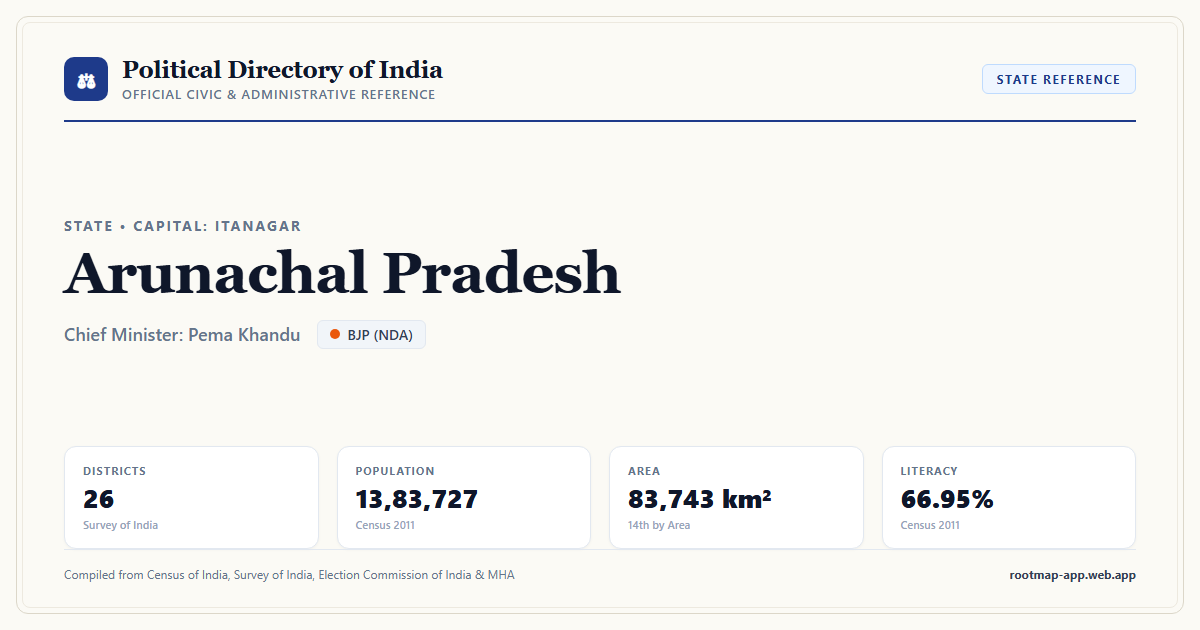 Political Directory of India
OFFICIAL CIVIC & ADMINISTRATIVE REFERENCE
STATE REFERENCE
STATE • CAPITAL: ITANAGAR
Arunachal Pradesh
Chief Minister: Pema Khandu
BJP (NDA)
DISTRICTS
26
Survey of India
POPULATION
13,83,727
Census 2011
AREA
83,743 km²
14th by Area
LITERACY
66.95%
Census 2011
Compiled from Census of India, Survey of India, Election Commission of India & MHA
rootmap-app.web.app